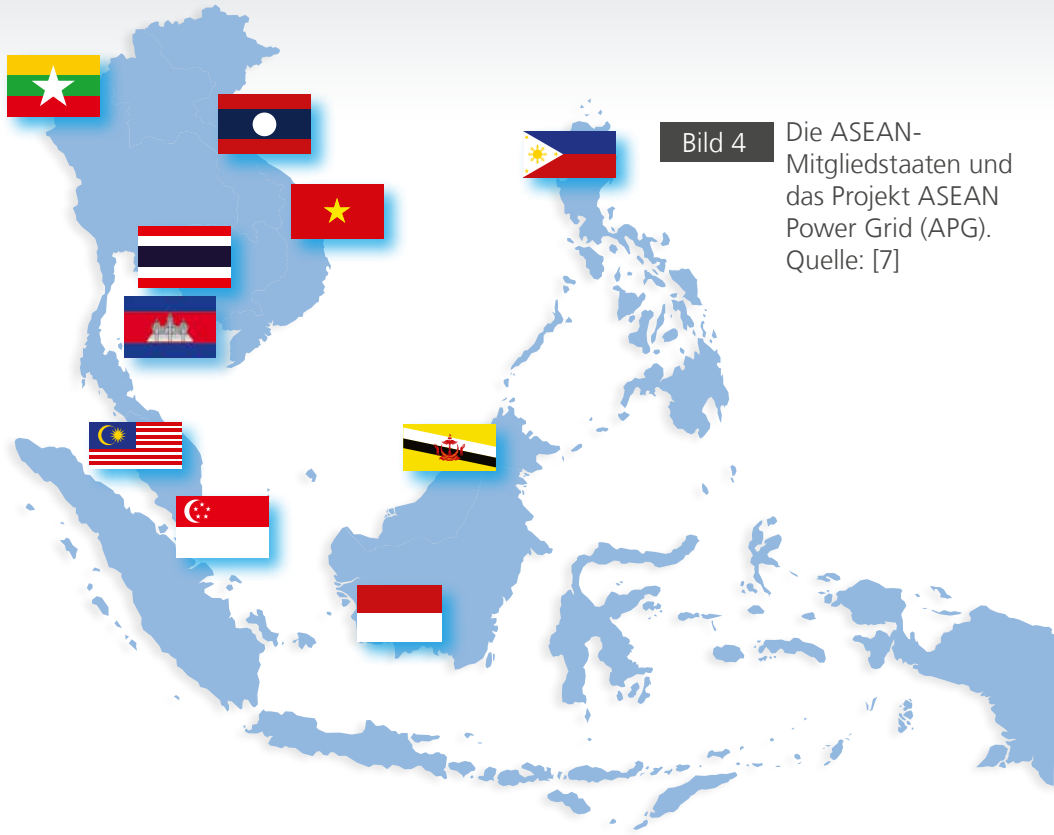 Bild 4
Die ASEAN-
Mitgliedstaaten und
das Projekt ASEAN
Power Grid (APG).
Quelle: [7]